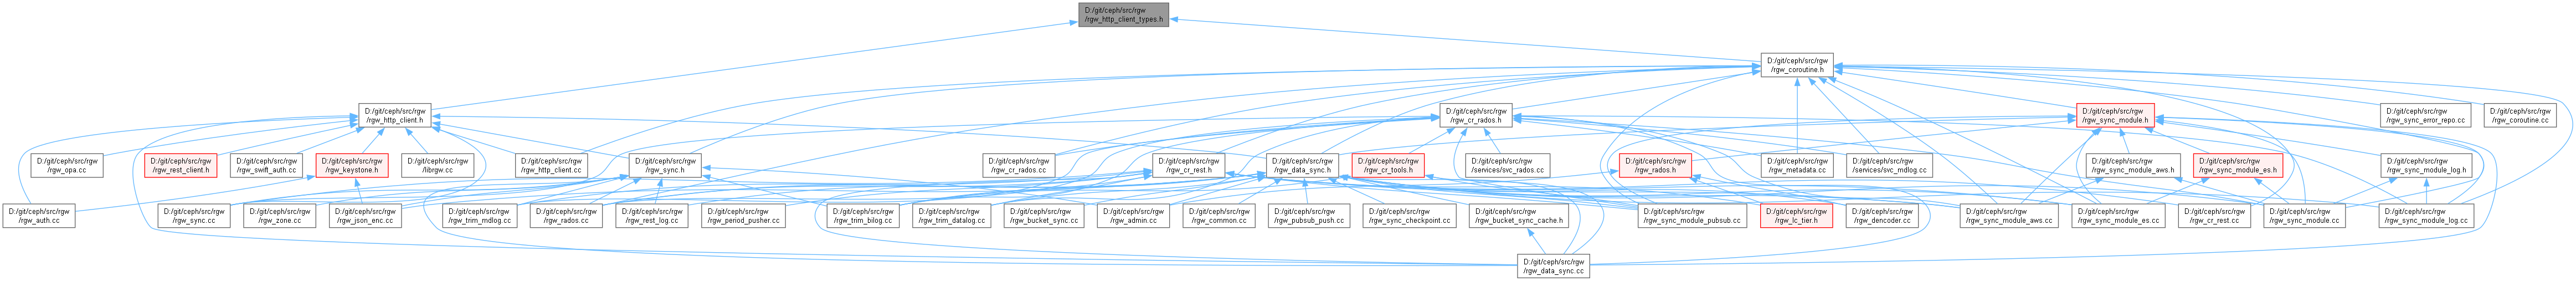 D:/git/ceph/src/rgw
/rgw_http_client_types.h
D:/git/ceph/src/rgw
/rgw_coroutine.h
D:/git/ceph/src/rgw
/rgw_http_client.h
D:/git/ceph/src/rgw
/rgw_cr_rados.h
D:/git/ceph/src/rgw
/rgw_sync_module.h
D:/git/ceph/src/rgw
/rgw_sync_error_repo.cc
D:/git/ceph/src/rgw
/rgw_coroutine.cc
D:/git/ceph/src/rgw
/rgw_opa.cc
D:/git/ceph/src/rgw
/rgw_rest_client.h
D:/git/ceph/src/rgw
/rgw_swift_auth.cc
D:/git/ceph/src/rgw
/rgw_keystone.h
D:/git/ceph/src/rgw
/librgw.cc
D:/git/ceph/src/rgw
/rgw_http_client.cc
D:/git/ceph/src/rgw
/rgw_sync.h
D:/git/ceph/src/rgw
/rgw_cr_rados.cc
D:/git/ceph/src/rgw
/rgw_cr_rest.h
D:/git/ceph/src/rgw
/rgw_data_sync.h
D:/git/ceph/src/rgw
/rgw_cr_tools.h
D:/git/ceph/src/rgw
/services/svc_rados.cc
D:/git/ceph/src/rgw
/rgw_rados.h
D:/git/ceph/src/rgw
/rgw_metadata.cc
D:/git/ceph/src/rgw
/services/svc_mdlog.cc
D:/git/ceph/src/rgw
/rgw_sync_module_aws.h
D:/git/ceph/src/rgw
/rgw_sync_module_es.h
D:/git/ceph/src/rgw
/rgw_sync_module_log.h
D:/git/ceph/src/rgw
/rgw_auth.cc
D:/git/ceph/src/rgw
/rgw_sync.cc
D:/git/ceph/src/rgw
/rgw_zone.cc
D:/git/ceph/src/rgw
/rgw_json_enc.cc
D:/git/ceph/src/rgw
/rgw_trim_mdlog.cc
D:/git/ceph/src/rgw
/rgw_rados.cc
D:/git/ceph/src/rgw
/rgw_rest_log.cc
D:/git/ceph/src/rgw
/rgw_period_pusher.cc
D:/git/ceph/src/rgw
/rgw_trim_bilog.cc
D:/git/ceph/src/rgw
/rgw_trim_datalog.cc
D:/git/ceph/src/rgw
/rgw_bucket_sync.cc
D:/git/ceph/src/rgw
/rgw_admin.cc
D:/git/ceph/src/rgw
/rgw_common.cc
D:/git/ceph/src/rgw
/rgw_pubsub_push.cc
D:/git/ceph/src/rgw
/rgw_sync_checkpoint.cc
D:/git/ceph/src/rgw
/rgw_bucket_sync_cache.h
D:/git/ceph/src/rgw
/rgw_sync_module_pubsub.cc
D:/git/ceph/src/rgw
/rgw_lc_tier.h
D:/git/ceph/src/rgw
/rgw_dencoder.cc
D:/git/ceph/src/rgw
/rgw_sync_module_aws.cc
D:/git/ceph/src/rgw
/rgw_sync_module_es.cc
D:/git/ceph/src/rgw
/rgw_cr_rest.cc
D:/git/ceph/src/rgw
/rgw_sync_module.cc
D:/git/ceph/src/rgw
/rgw_sync_module_log.cc
D:/git/ceph/src/rgw
/rgw_data_sync.cc